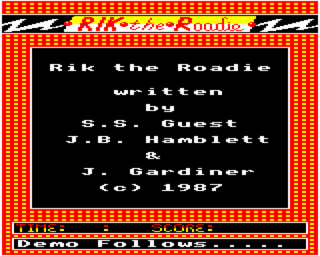 RIK the Roadie
Rik the Roadie
written
by
S.S. Guest
J.B. Hamblett
&
J. Gardiner
(c) 1987
TIME: : SCORE:
Demo Follows.....